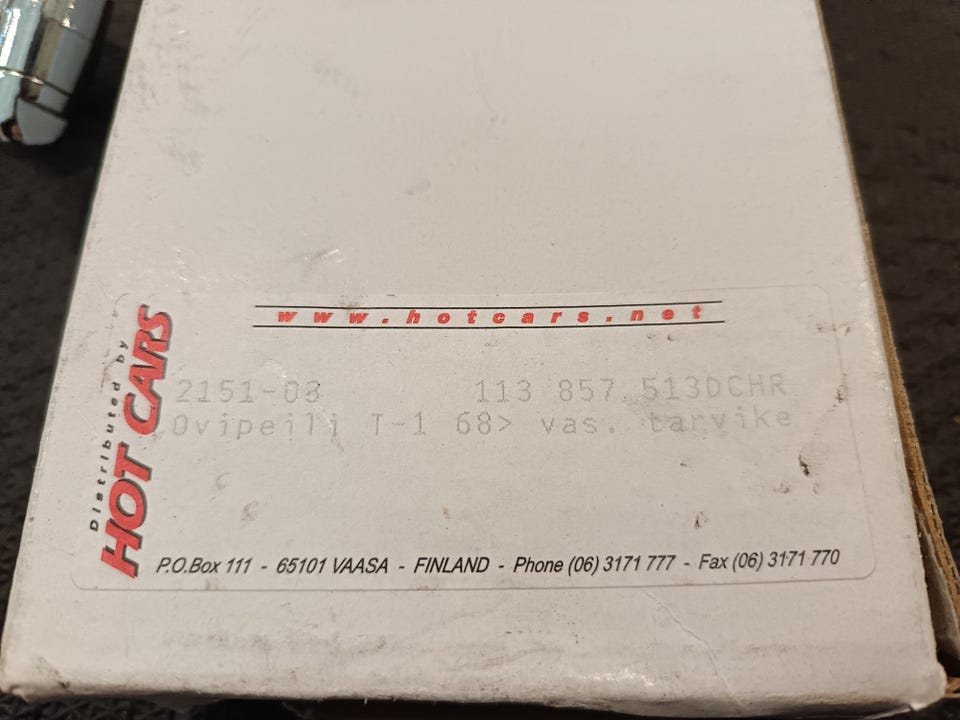 www.hotcars.net
Distributed by
HOT CARS
2151-03 113 857 513DCHR
Ovipeili T-1 68> vas. tarvike
P.O.Box 111 - 65101 VAASA - FINLAND - Phone (06) 3171 777 - Fax (06) 3171 770